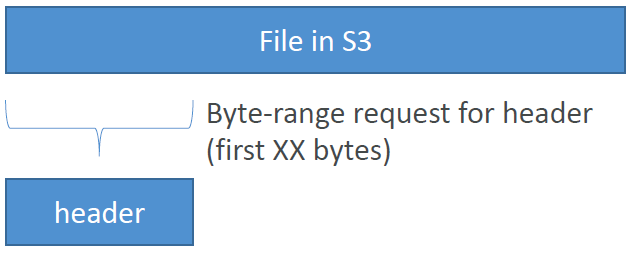 File in S3
Byte-range request for header
(first XX bytes)
header